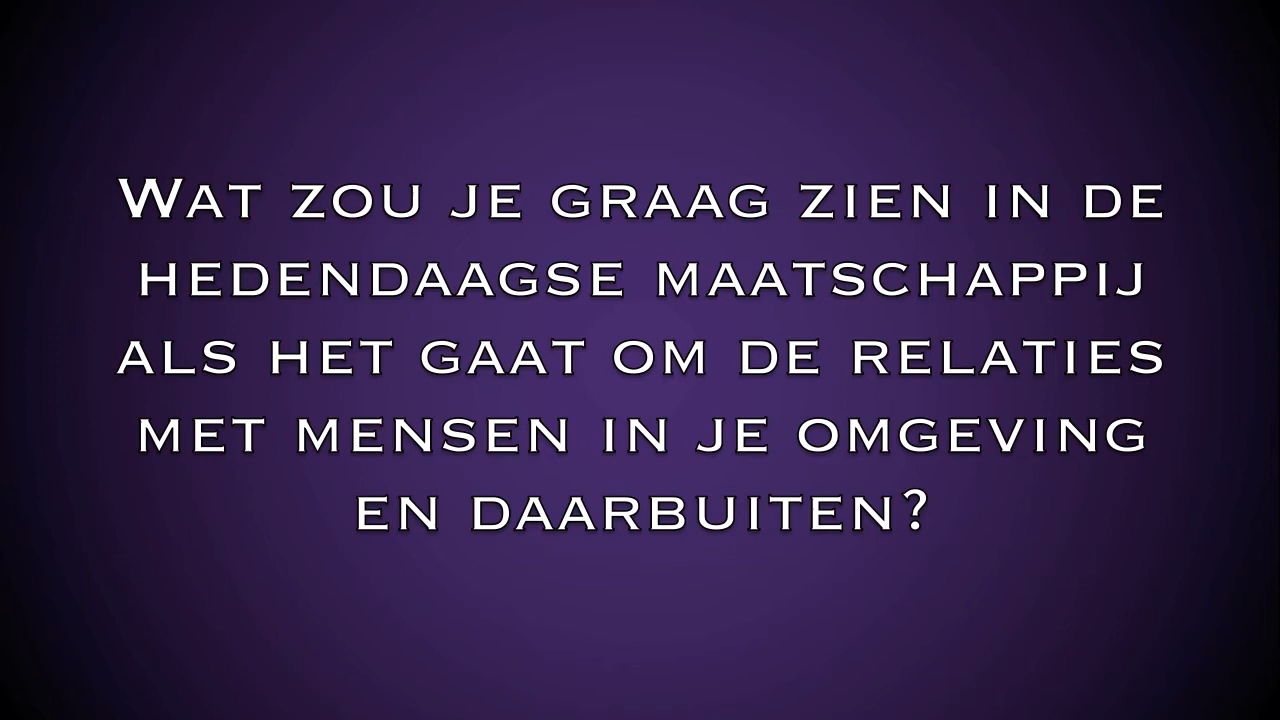 Wat zou je graag zien in de
hedendaagse maatschappij
als het gaat om de relaties
met mensen in je omgeving
en daarbuiten?